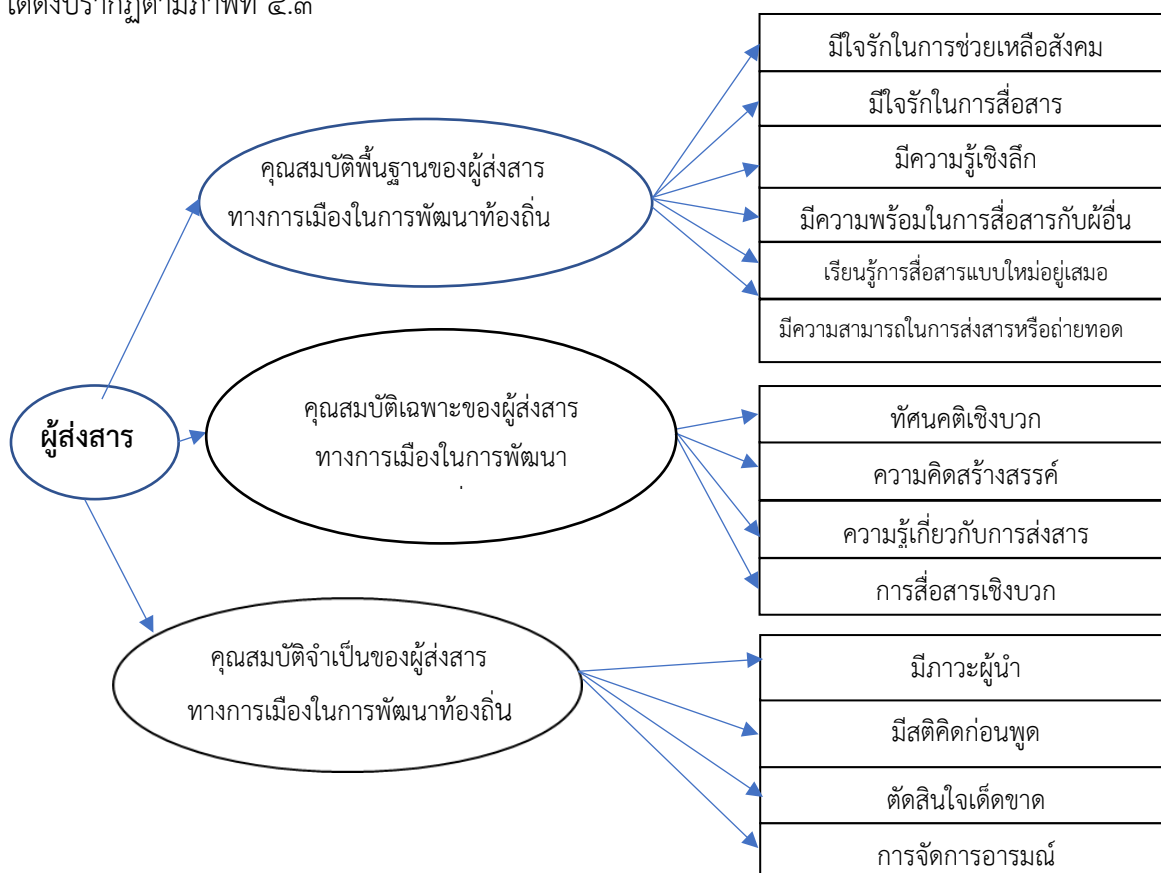 ได้ดังปรากฏตามภาพที่ ๔.๓
มีใจรักในการช่วยเหลือสังคม
มีใจรักในการสื่อสาร
คุณสมบัติพื้นฐานของผู้ส่งสาร
ทางการเมืองในการพัฒนาท้องถิ่น
มีความรู้เชิงลึก
มีความพร้อมในการสื่อสารกับผู้อื่น
เรียนรู้การสื่อสารแบบใหม่อยู่เสมอ
มีความสามารถในการส่งสารหรือถ่ายทอด
ผู้ส่งสาร
คุณสมบัติเฉพาะของผู้ส่งสาร
ทางการเมืองในการพัฒนา
ทัศนคติเชิงบวก
ความคิดสร้างสรรค์
ความรู้เกี่ยวกับการส่งสาร
การสื่อสารเชิงบวก
คุณสมบัติจำเป็นของผู้ส่งสาร
ทางการเมืองในการพัฒนาท้องถิ่น
มีภาวะผู้นำ
มีสติคิดก่อนพูด
ตัดสินใจเด็ดขาด
การจัดการอารมณ์